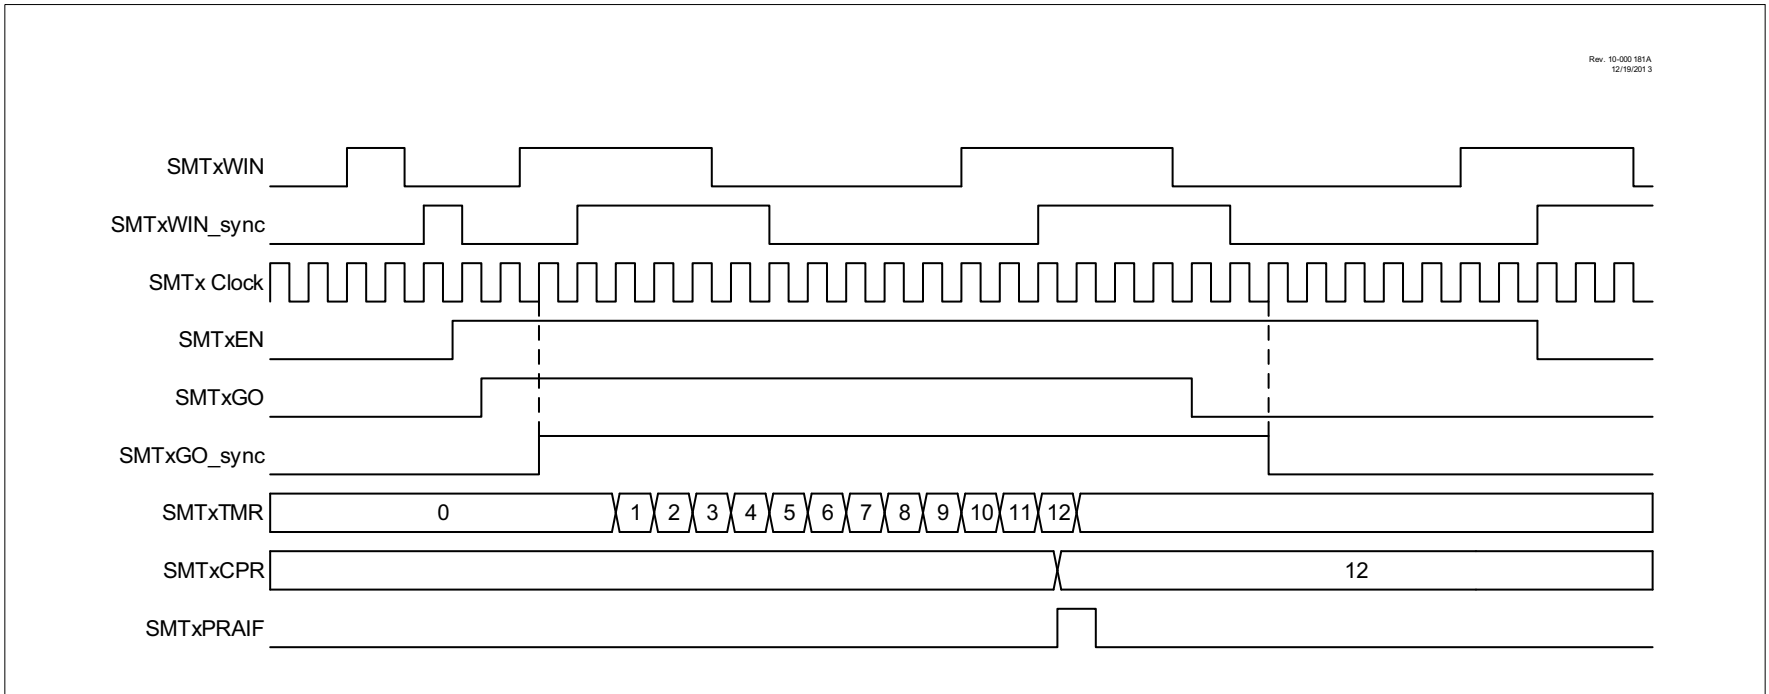 Rev. 10-000 181A
12/19/201 3
SMTxWIN
SMTxWIN_sync
SMTx Clock
SMTxEN
SMTxGO
SMTxGO_sync
SMTxTMR 0 1 2 3 4 5 6 7 8 9 10 11 12
SMTxCPR 12
SMTxPRAIF